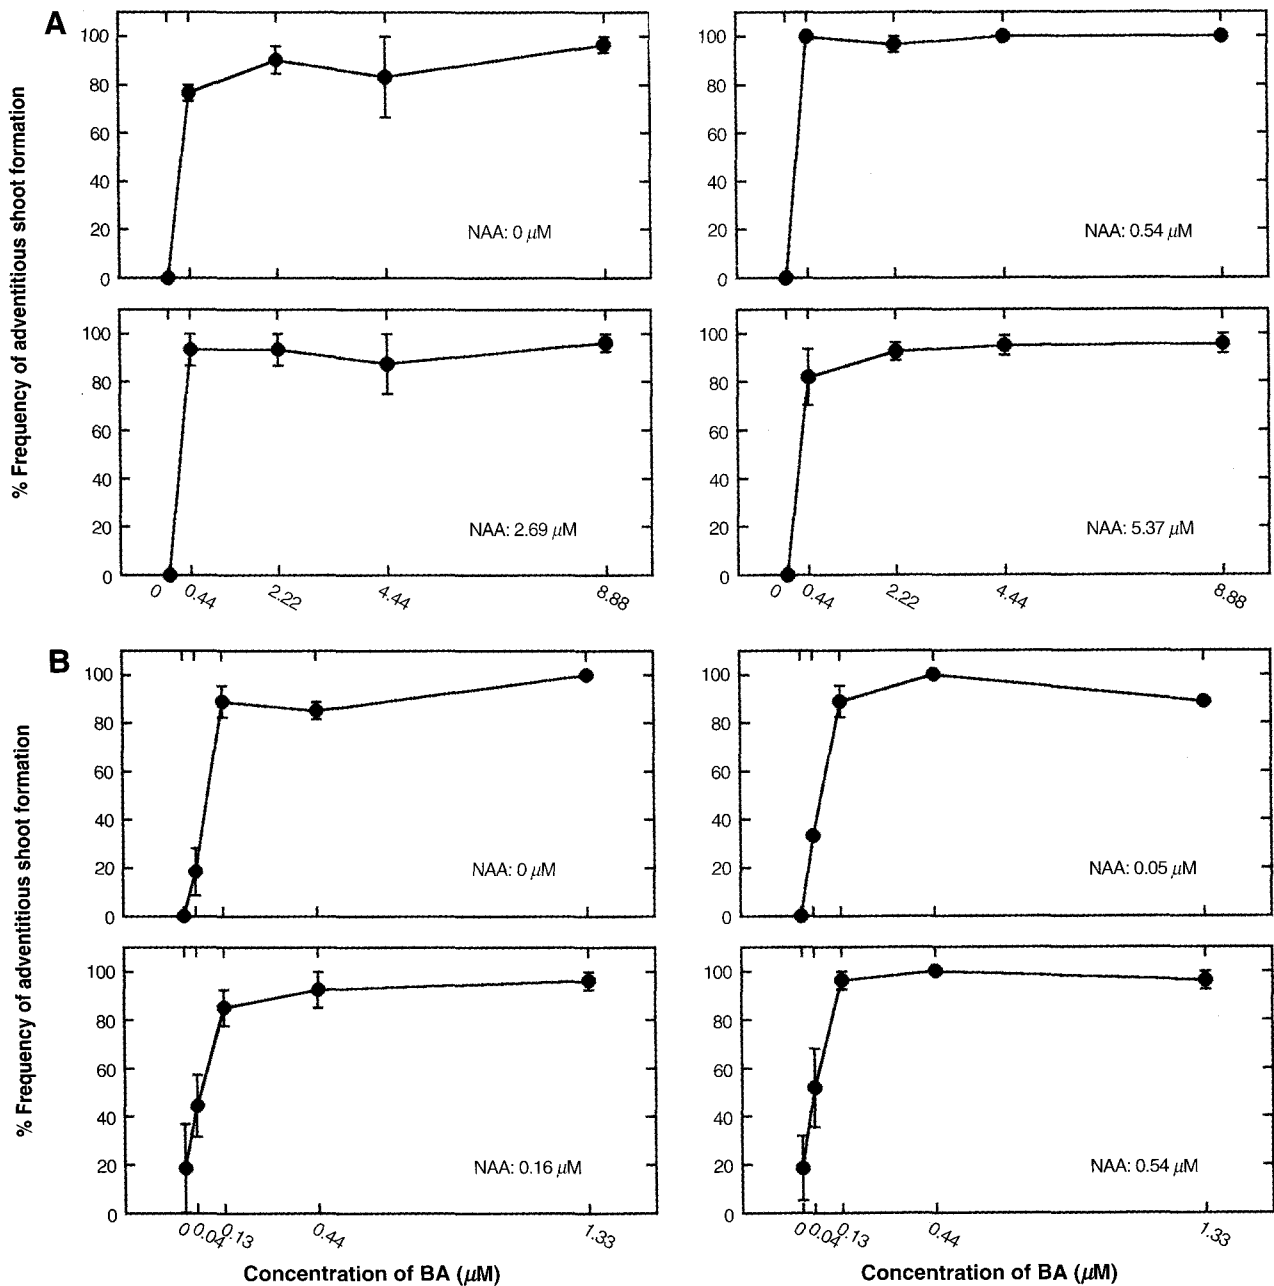 A
% Frequency of adventitious shoot formation
100
80
60
40
20
0
NAA: 0 μM
100
80
60
40
20
0
NAA: 0.54 μM
100
80
60
40
20
0
NAA: 2.69 μM
0 0.44 2.22 4.44 8.88
100
80
60
40
20
0
NAA: 5.37 μM
0 0.44 2.22 4.44 8.88
B
% Frequency of adventitious shoot formation
100
80
60
40
20
0
NAA: 0 μM
100
80
60
40
20
0
NAA: 0.05 μM
100
80
60
40
20
0
NAA: 0.16 μM
0 0.04 0.13 0.44 1.33
Concentration of BA (μM)
100
80
60
40
20
0
NAA: 0.54 μM
0 0.04 0.13 0.44 1.33
Concentration of BA (μM)